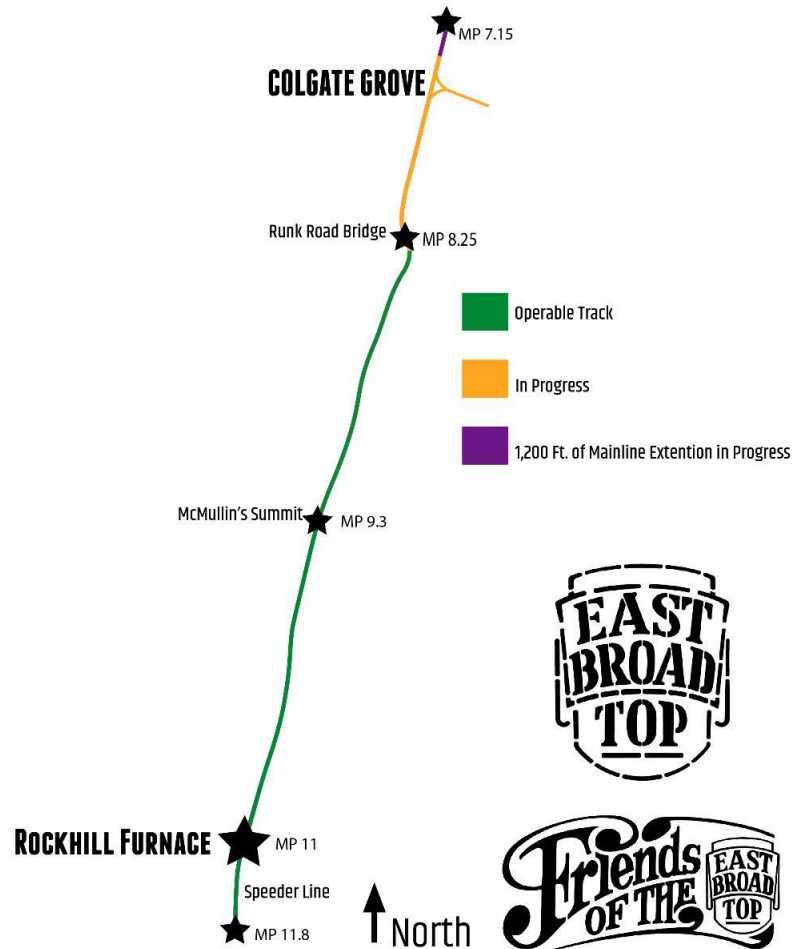 MP 7.15
COLGATE GROVE
Runk Road Bridge
MP 8.25
Operable Track
In Progress
1,200 Ft. of Mainline Extention in Progress
McMullin's Summit
MP 9.3
EAST
BROAD
TOP
ROCKHILL FURNACE
MP 11
Speeder Line
MP 11.8
North
Friends
OF THE
EAST
BROAD
TOP